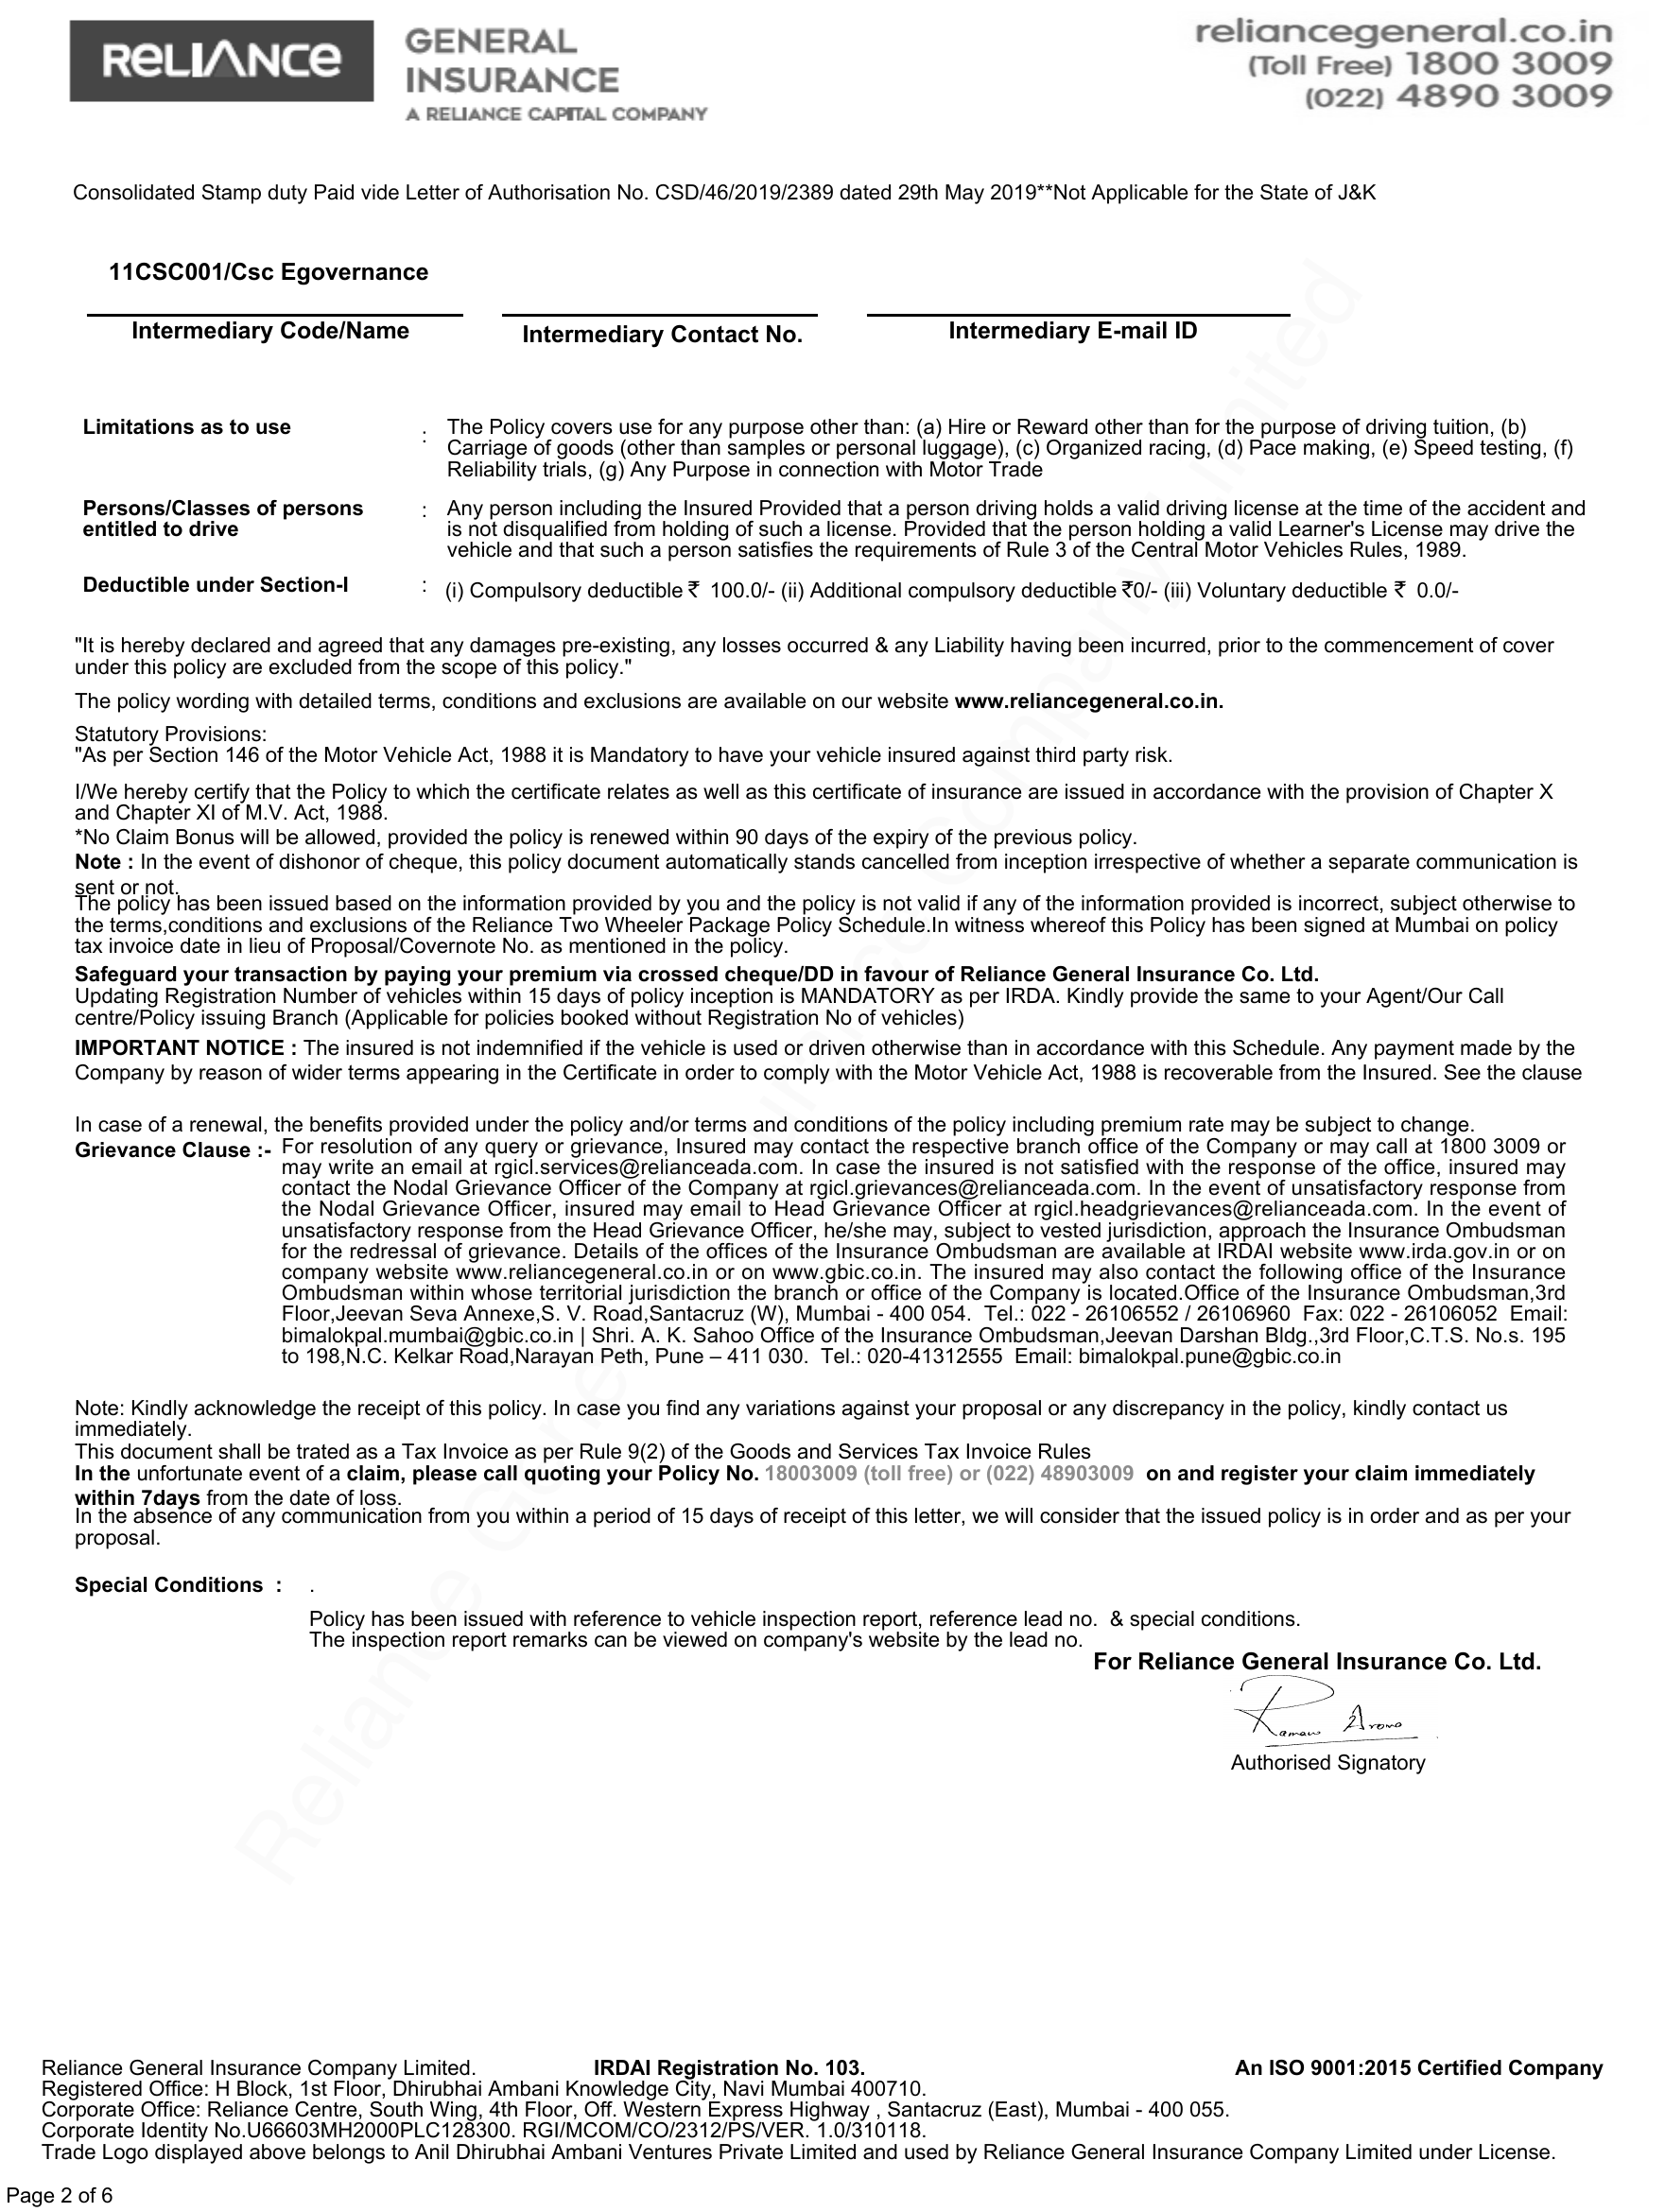 RELIANCE
GENERAL
INSURANCE
A RELIANCE CAPITAL COMPANY
reliancegeneral.co.in
(Toll Free) 1800 3009
(022) 4890 3009
Consolidated Stamp duty Paid vide Letter of Authorisation No. CSD/46/2019/2389 dated 29th May 2019**Not Applicable for the State of J&K
11CSC001/Csc Egovernance
Intermediary Code/Name
Intermediary Contact No.
Intermediary E-mail ID
Limitations as to use : The Policy covers use for any purpose other than: (a) Hire or Reward other than for the purpose of driving tuition, (b)
Carriage of goods (other than samples or personal luggage), (c) Organized racing, (d) Pace making, (e) Speed testing, (f)
Reliability trials, (g) Any Purpose in connection with Motor Trade
Persons/Classes of persons : Any person including the Insured Provided that a person driving holds a valid driving license at the time of the accident and
entitled to drive is not disqualified from holding of such a license. Provided that the person holding a valid Learner's License may drive the
vehicle and that such a person satisfies the requirements of Rule 3 of the Central Motor Vehicles Rules, 1989.
Deductible under Section-I : (i) Compulsory deductible ₹ 100.0/- (ii) Additional compulsory deductible ₹0/- (iii) Voluntary deductible ₹ 0.0/-
"It is hereby declared and agreed that any damages pre-existing, any losses occurred & any Liability having been incurred, prior to the commencement of cover
under this policy are excluded from the scope of this policy."
The policy wording with detailed terms, conditions and exclusions are available on our website www.reliancegeneral.co.in.
Statutory Provisions:
"As per Section 146 of the Motor Vehicle Act, 1988 it is Mandatory to have your vehicle insured against third party risk.
I/We hereby certify that the Policy to which the certificate relates as well as this certificate of insurance are issued in accordance with the provision of Chapter X
and Chapter XI of M.V. Act, 1988.
*No Claim Bonus will be allowed, provided the policy is renewed within 90 days of the expiry of the previous policy.
Note : In the event of dishonor of cheque, this policy document automatically stands cancelled from inception irrespective of whether a separate communication is
sent or not.
The policy has been issued based on the information provided by you and the policy is not valid if any of the information provided is incorrect, subject otherwise to
the terms,conditions and exclusions of the Reliance Two Wheeler Package Policy Schedule.In witness whereof this Policy has been signed at Mumbai on policy
tax invoice date in lieu of Proposal/Covernote No. as mentioned in the policy.
Safeguard your transaction by paying your premium via crossed cheque/DD in favour of Reliance General Insurance Co. Ltd.
Updating Registration Number of vehicles within 15 days of policy inception is MANDATORY as per IRDA. Kindly provide the same to your Agent/Our Call
centre/Policy issuing Branch (Applicable for policies booked without Registration No of vehicles)
IMPORTANT NOTICE : The insured is not indemnified if the vehicle is used or driven otherwise than in accordance with this Schedule. Any payment made by the
Company by reason of wider terms appearing in the Certificate in order to comply with the Motor Vehicle Act, 1988 is recoverable from the Insured. See the clause
In case of a renewal, the benefits provided under the policy and/or terms and conditions of the policy including premium rate may be subject to change.
Grievance Clause :- For resolution of any query or grievance, Insured may contact the respective branch office of the Company or may call at 1800 3009 or
may write an email at rgicl.services@relianceada.com. In case the insured is not satisfied with the response of the office, insured may
contact the Nodal Grievance Officer of the Company at rgicl.grievances@relianceada.com. In the event of unsatisfactory response from
the Nodal Grievance Officer, insured may email to Head Grievance Officer at rgicl.headgrievances@relianceada.com. In the event of
unsatisfactory response from the Head Grievance Officer, he/she may, subject to vested jurisdiction, approach the Insurance Ombudsman
for the redressal of grievance. Details of the offices of the Insurance Ombudsman are available at IRDAI website www.irda.gov.in or on
company website www.reliancegeneral.co.in or on www.gbic.co.in. The insured may also contact the following office of the Insurance
Ombudsman within whose territorial jurisdiction the branch or office of the Company is located.Office of the Insurance Ombudsman,3rd
Floor,Jeevan Seva Annexe,S. V. Road,Santacruz (W), Mumbai - 400 054. Tel.: 022 - 26106552 / 26106960 Fax: 022 - 26106052 Email:
bimalokpal.mumbai@gbic.co.in | Shri. A. K. Sahoo Office of the Insurance Ombudsman,Jeevan Darshan Bldg.,3rd Floor,C.T.S. No.s. 195
to 198,N.C. Kelkar Road,Narayan Peth, Pune – 411 030. Tel.: 020-41312555 Email: bimalokpal.pune@gbic.co.in
Note: Kindly acknowledge the receipt of this policy. In case you find any variations against your proposal or any discrepancy in the policy, kindly contact us
immediately.
This document shall be trated as a Tax Invoice as per Rule 9(2) of the Goods and Services Tax Invoice Rules
In the unfortunate event of a claim, please call quoting your Policy No. 18003009 (toll free) or (022) 48903009 on and register your claim immediately
within 7days from the date of loss.
In the absence of any communication from you within a period of 15 days of receipt of this letter, we will consider that the issued policy is in order and as per your
proposal.
Special Conditions : .
Policy has been issued with reference to vehicle inspection report, reference lead no. & special conditions.
The inspection report remarks can be viewed on company's website by the lead no.
For Reliance General Insurance Co. Ltd.
Authorised Signatory
Reliance General Insurance Company Limited. IRDAI Registration No. 103. An ISO 9001:2015 Certified Company
Registered Office: H Block, 1st Floor, Dhirubhai Ambani Knowledge City, Navi Mumbai 400710.
Corporate Office: Reliance Centre, South Wing, 4th Floor, Off. Western Express Highway , Santacruz (East), Mumbai - 400 055.
Corporate Identity No.U66603MH2000PLC128300. RGI/MCOM/CO/2312/PS/VER. 1.0/310118.
Trade Logo displayed above belongs to Anil Dhirubhai Ambani Ventures Private Limited and used by Reliance General Insurance Company Limited under License.
Page 2 of 6